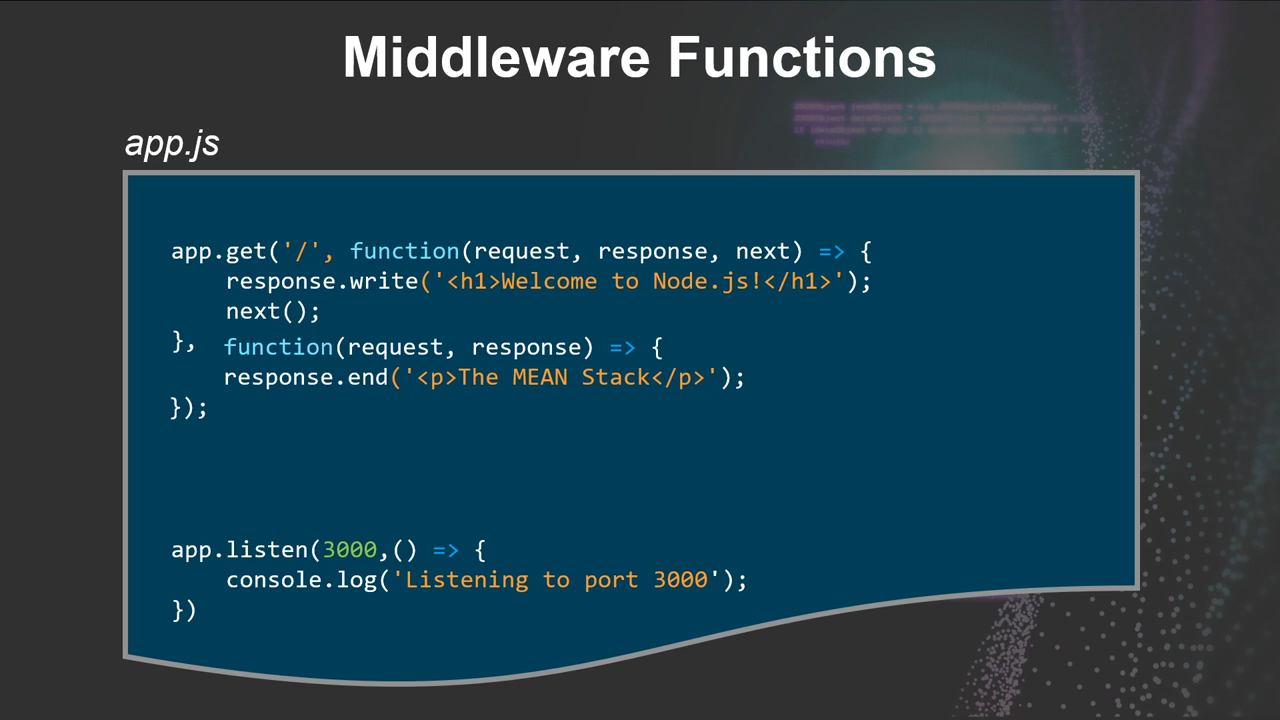 Middleware Functions
app.js
app.get('/', function(request, response, next) => {
response.write('<h1>Welcome to Node.js!</h1>');
next();
}, function(request, response) => {
response.end('<p>The MEAN Stack</p>');
});
app.listen(3000,() => {
console.log('Listening to port 3000');
})